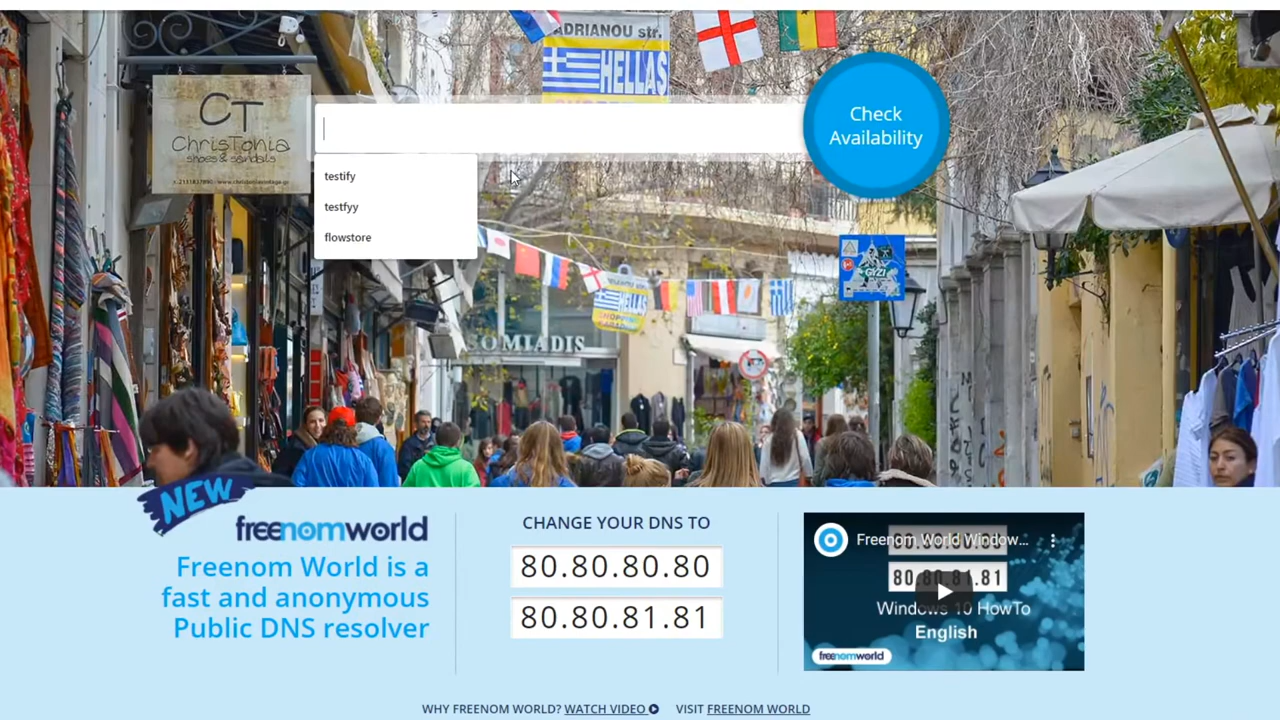 ADRIANOU str.
HELLAS
CT
ChrisTonia
shoes & sandals
Check
Availability
testify
testfyy
flowstore
GYZI
HELLAS
SOMIADIS
NEW
freenomworld
Freenom World is a
fast and anonymous
Public DNS resolver
CHANGE YOUR DNS TO
80.80.80.80
80.80.81.81
Freenom World Window...
80.80.81.81
Windows 10 HowTo
English
freenomworld
WHY FREENOM WORLD? WATCH VIDEO
VISIT FREENOM WORLD